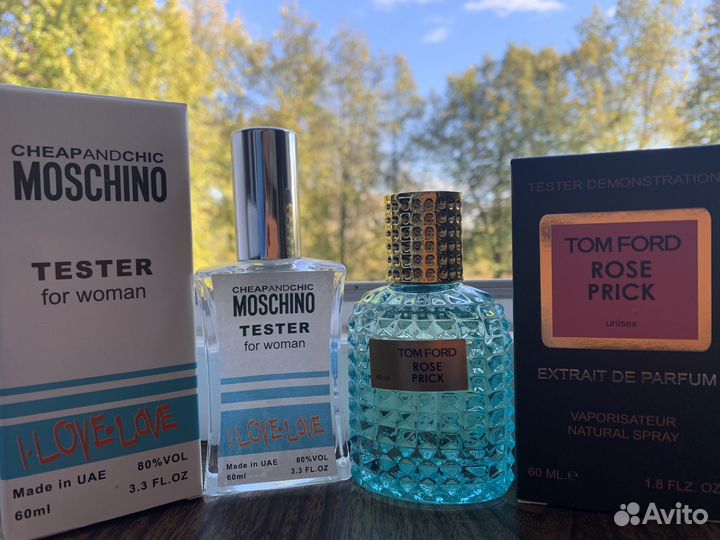 CHEAPANDCHIC
MOSCHINO
TESTER
for woman
I·LOVE·LOVE
Made in UAE
60ml
80%VOL
3.3 FL.OZ
CHEAPANDCHIC
MOSCHINO
TESTER
for woman
I·LOVE·LOVE
Made in UAE
60ml
80%VOL
3.3 FL.OZ
TOM FORD
ROSE
PRICK
TESTER DEMONSTRATION
TOM FORD
ROSE
PRICK
unisex
EXTRAIT DE PARFUM
VAPORISATEUR
NATURAL SPRAY
60 ML.e
1.8 FLZ. OZ
Avito